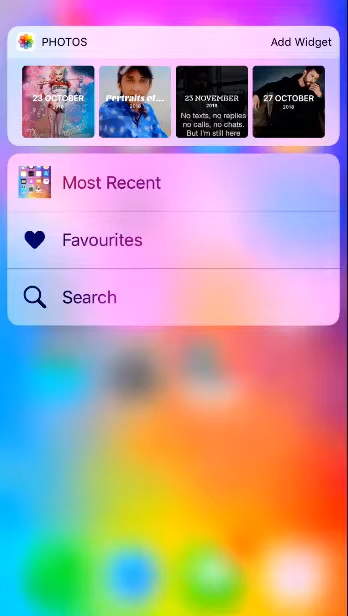 PHOTOS
Add Widget
23 OCTOBER
2018
Portraits of...
2018
23 NOVEMBER
2018
No texts, no replies
no calls, no chats.
But I'm still here
27 OCTOBER
2018
Most Recent
Favourites
Search